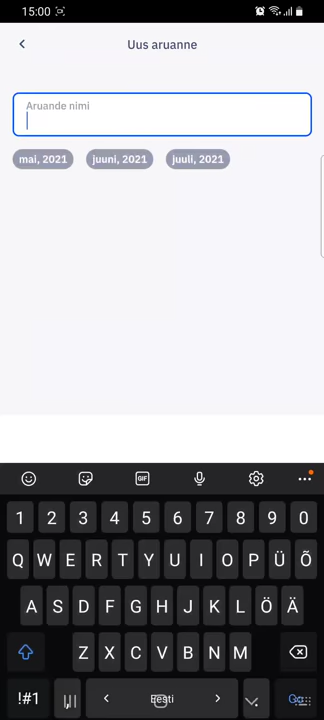 15:00
Uus aruanne
Aruande nimi
mai, 2021 juuni, 2021 juuli, 2021
GIF
1 2 3 4 5 6 7 8 9 0
Q W E R T Y U I O P Ü Õ
A S D F G H J K L Ö Ä
Z X C V B N M
!#1 , < Eesti > . Go